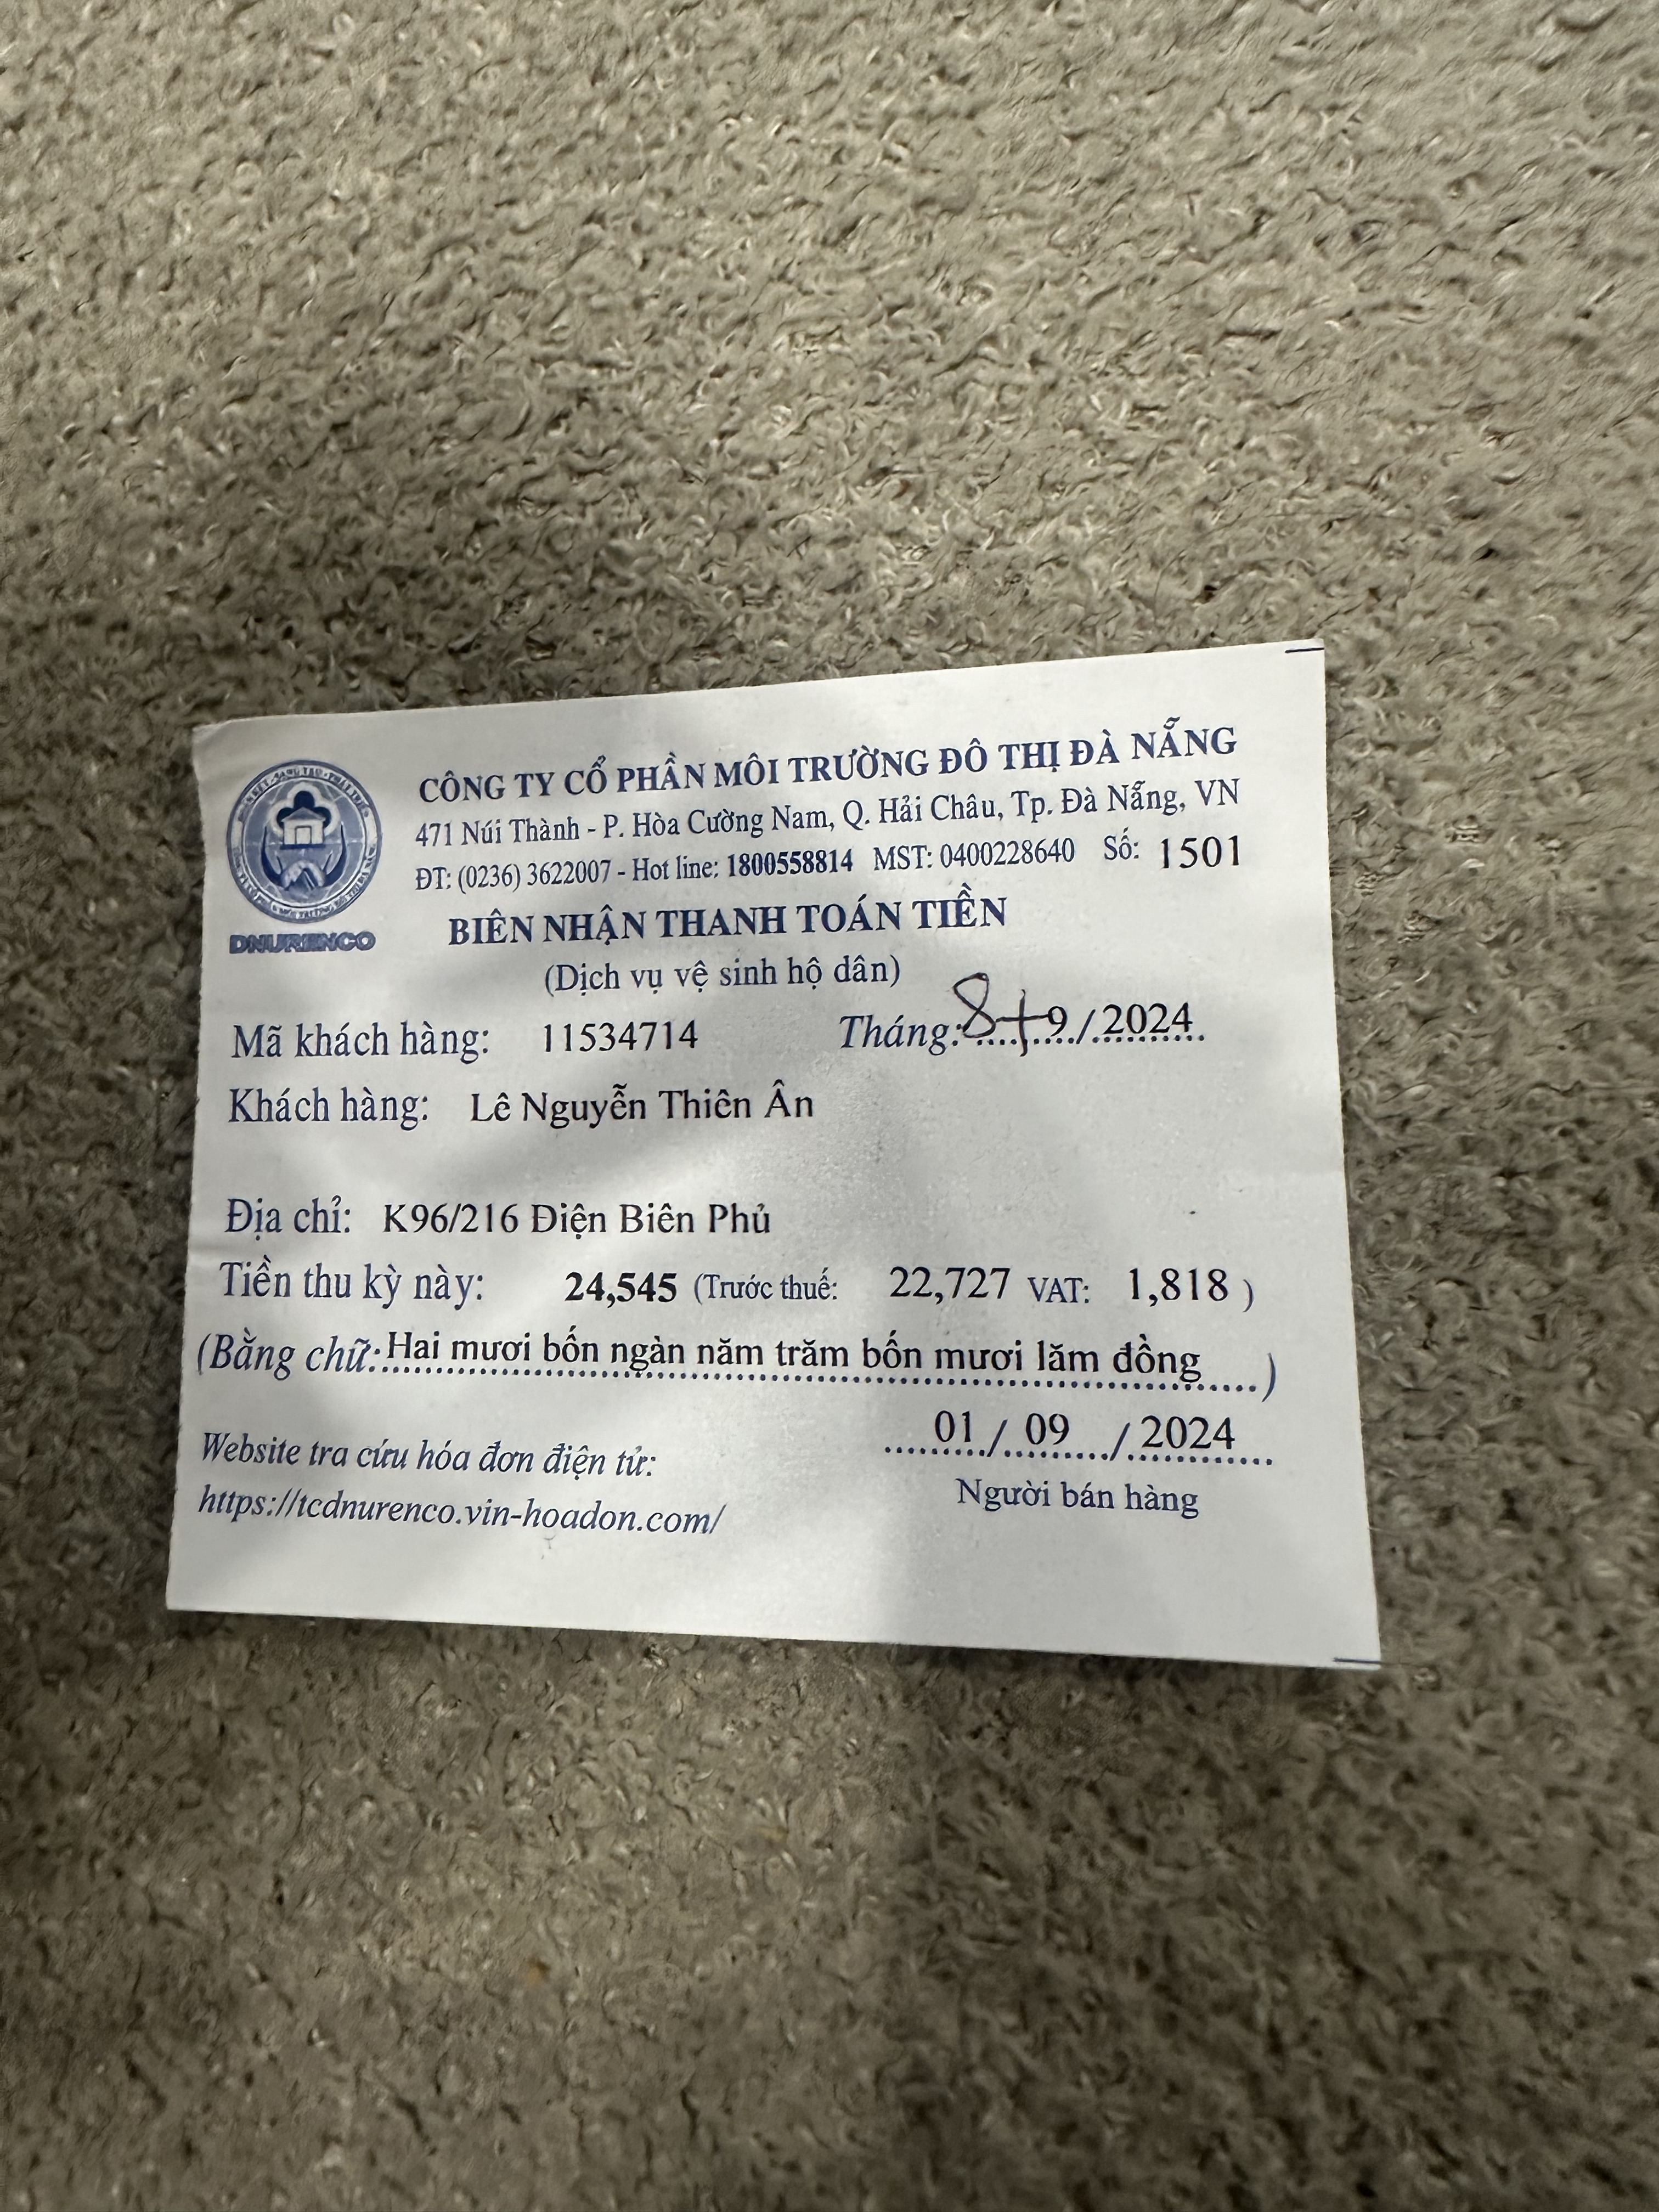 CÔNG TY CỔ PHẦN MÔI TRƯỜNG ĐÔ THỊ ĐÀ NẴNG
471 Núi Thành - P. Hòa Cường Nam, Q. Hải Châu, Tp. Đà Nẵng, VN
ĐT: (0236) 3622007 - Hot line: 1800558814 MST: 0400228640 Số: 1501
DNURENCO
BIÊN NHẬN THANH TOÁN TIỀN
(Dịch vụ vệ sinh hộ dân)
Mã khách hàng: 11534714 Tháng: 8+9/2024
Khách hàng: Lê Nguyễn Thiên Ân
Địa chỉ: K96/216 Điện Biên Phủ
Tiền thu kỳ này: 24,545 (Trước thuế: 22,727 VAT: 1,818 )
(Bằng chữ: Hai mươi bốn ngàn năm trăm bốn mươi lăm đồng )
01 / 09 / 2024
Website tra cứu hóa đơn điện tử:
Người bán hàng
https://tcdnurenco.vin-hoadon.com/